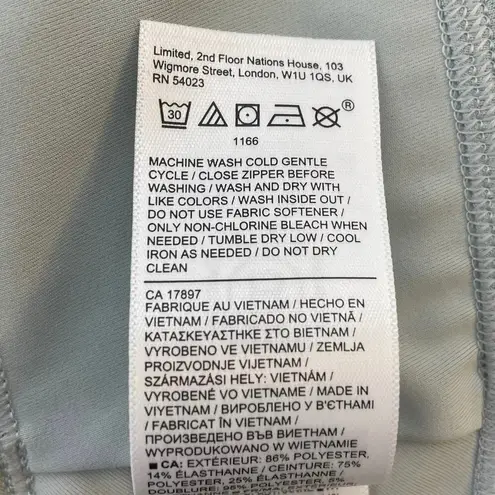 Limited, 2nd Floor Nations House, 103
Wigmore Street, London, W1U 1QS, UK
RN 54023
30
®
1166
MACHINE WASH COLD GENTLE
CYCLE / CLOSE ZIPPER BEFORE
WASHING / WASH AND DRY WITH
LIKE COLORS / WASH INSIDE OUT /
DO NOT USE FABRIC SOFTENER /
ONLY NON-CHLORINE BLEACH WHEN
NEEDED / TUMBLE DRY LOW / COOL
IRON AS NEEDED / DO NOT DRY
CLEAN
CA 17897
FABRIQUE AU VIETNAM / HECHO EN
VIETNAM / FABRICADO NO VIETNÃ /
ΚΑΤΑΣΚΕΥΑΣΤΗΚΕ ΣΤΟ ΒΙΕΤΝΑΜ /
VYROBENO VE VIETNAMU / ZEMLJA
PROIZVODNJE VIJETNAM /
SZÁRMAZÁSI HELY: VIETNAM /
VYROBENÉ VO VIETNAME / MADE IN
VIYETNAM / ВИРОБЛЕНО У В'ЄТНАМІ
/ FABRICAT ÎN VIETNAM /
ПРОИЗВЕДЕНО ВЪВ ВИЕТНАМ /
WYPRODUKOWANO W WIETNAMIE
CA: EXTÉRIEUR: 86% POLYESTER,
14% ÉLASTHANNE / CEINTURE: 75%
POLYESTER, 25% ÉLASTHANNE /